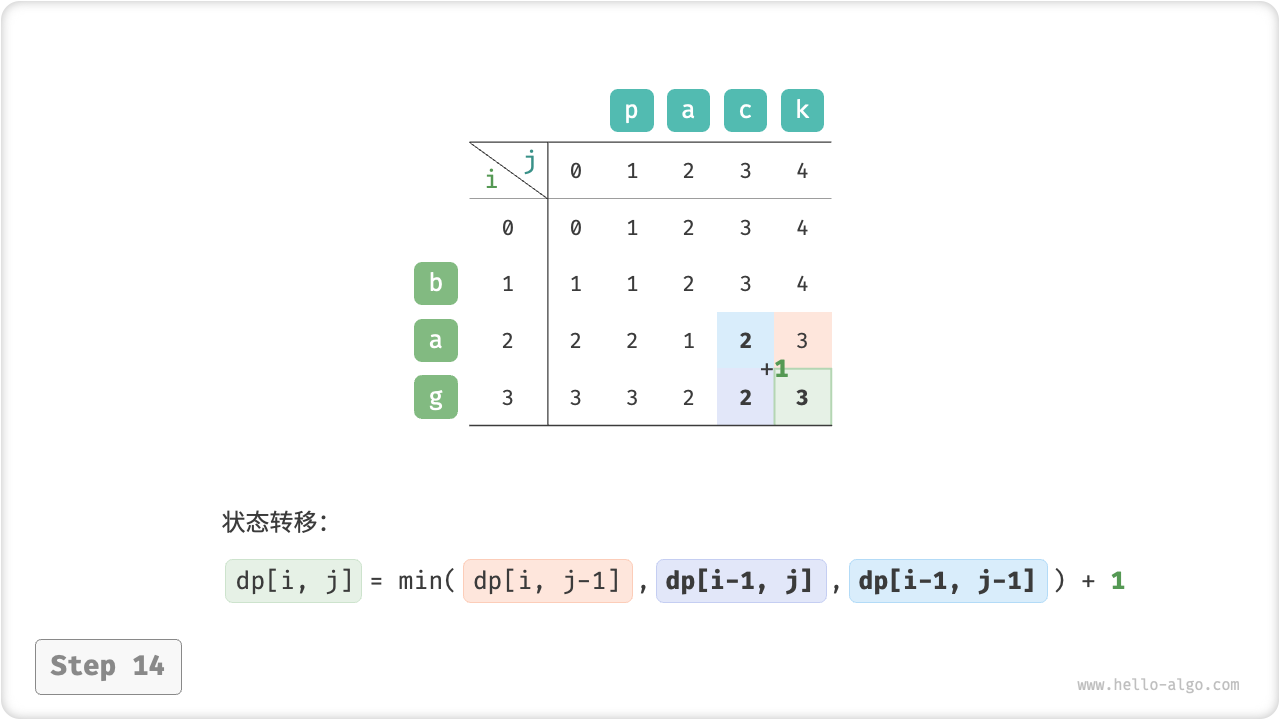 p a c k
j
i
0 1 2 3 4
0 0 1 2 3 4
b 1 1 1 2 3 4
a 2 2 2 1 2 3
+1
g 3 3 3 2 2 3
状态转移：
dp[i, j] = min( dp[i, j-1] , dp[i-1, j] , dp[i-1, j-1] ) + 1
Step 14
www.hello-algo.com